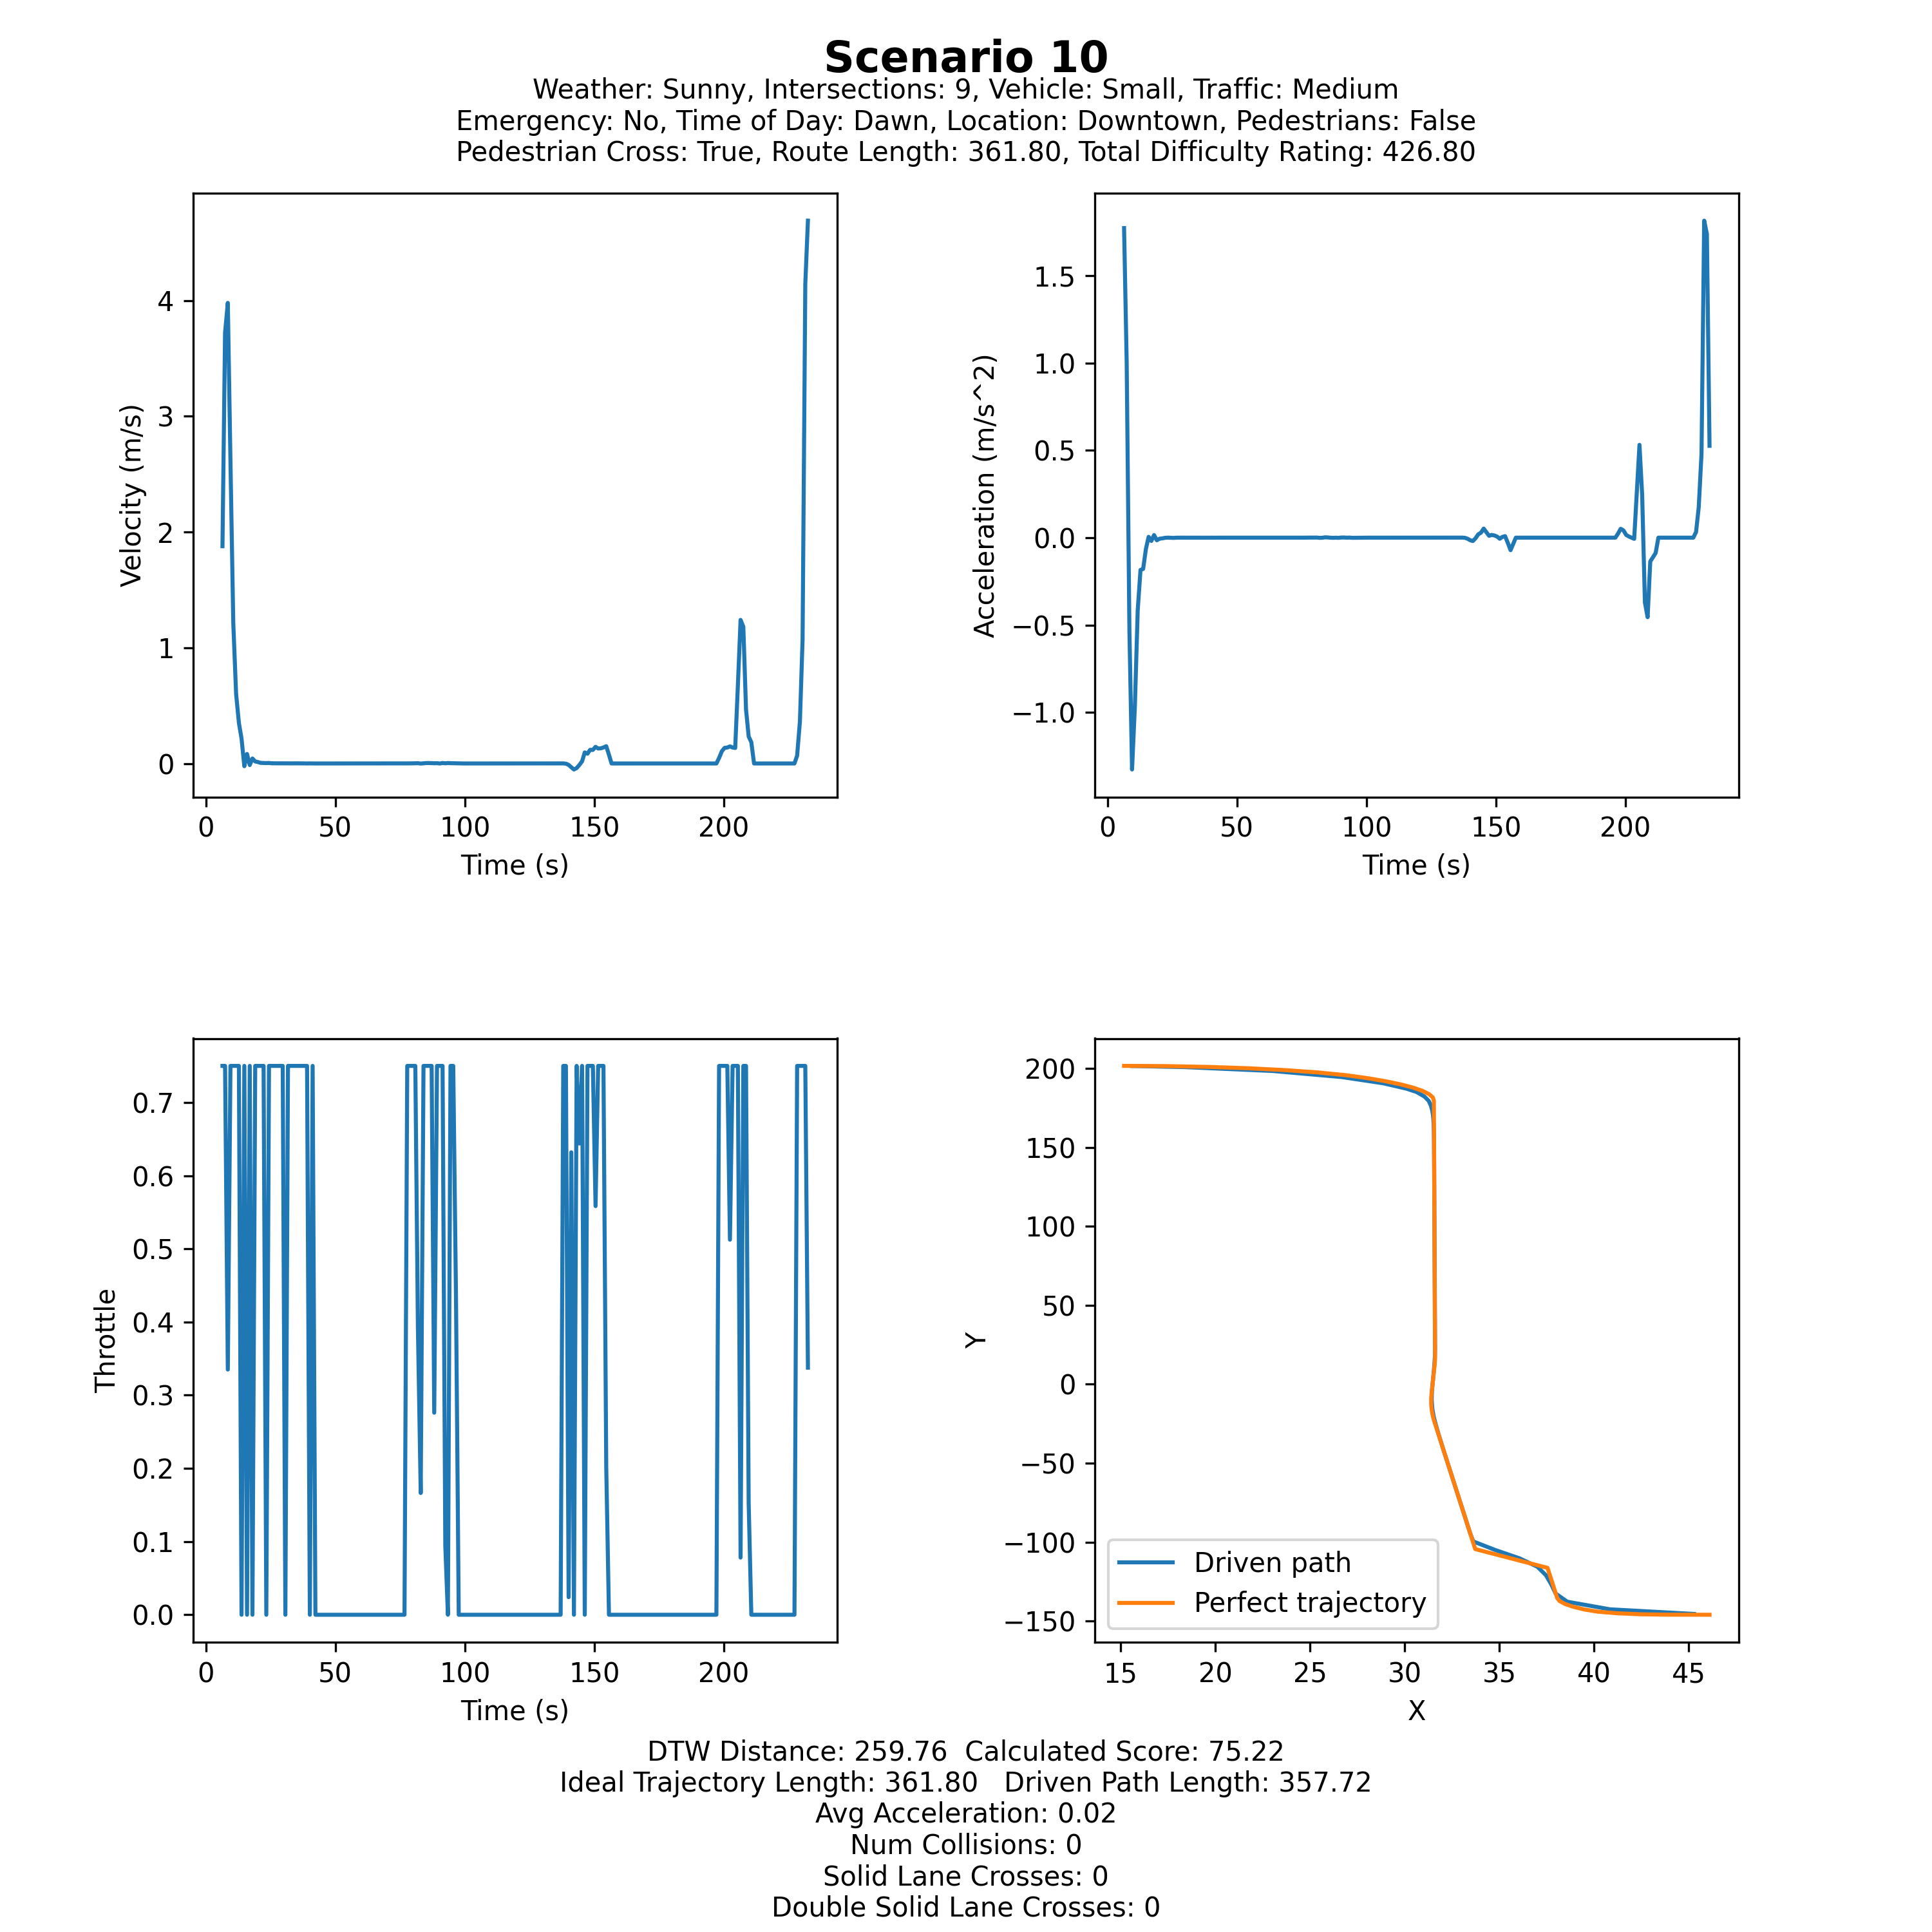 Scenario 10
Weather: Sunny, Intersections: 9, Vehicle: Small, Traffic: Medium
Emergency: No, Time of Day: Dawn, Location: Downtown, Pedestrians: False
Pedestrian Cross: True, Route Length: 361.80, Total Difficulty Rating: 426.80
Velocity (m/s)
4
3
2
1
0
0 50 100 150 200
Time (s)
Acceleration (m/s^2)
1.5
1.0
0.5
0.0
−0.5
−1.0
0 50 100 150 200
Time (s)
Throttle
0.7
0.6
0.5
0.4
0.3
0.2
0.1
0.0
0 50 100 150 200
Time (s)
Y
200
150
100
50
0
−50
−100
−150
Driven path
Perfect trajectory
15 20 25 30 35 40 45
X
DTW Distance: 259.76  Calculated Score: 75.22
Ideal Trajectory Length: 361.80   Driven Path Length: 357.72
Avg Acceleration: 0.02
Num Collisions: 0
Solid Lane Crosses: 0
Double Solid Lane Crosses: 0